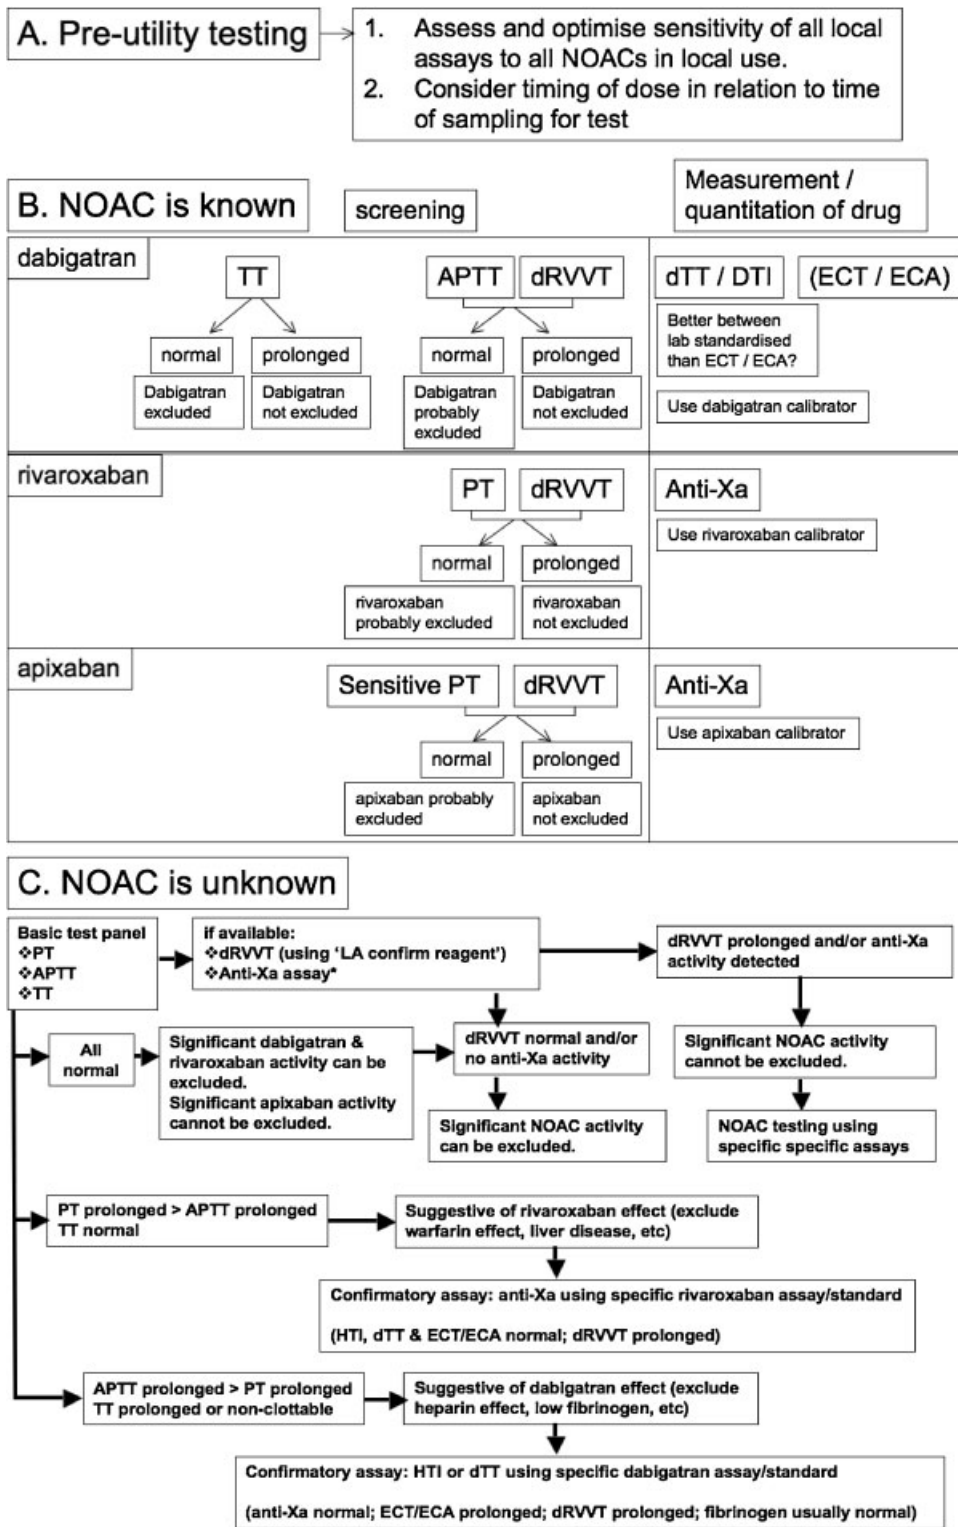 A. Pre-utility testing
1. Assess and optimise sensitivity of all local
assays to all NOACs in local use.
2. Consider timing of dose in relation to time
of sampling for test
B. NOAC is known
screening
Measurement /
quantitation of drug
dabigatran
TT
normal
prolonged
Dabigatran
excluded
Dabigatran
not excluded
APTT
dRVVT
normal
prolonged
Dabigatran
probably
excluded
Dabigatran
not excluded
dTT / DTI
(ECT / ECA)
Better between
lab standardised
than ECT / ECA?
Use dabigatran calibrator
rivaroxaban
PT
dRVVT
normal
prolonged
rivaroxaban
probably excluded
rivaroxaban
not excluded
Anti-Xa
Use rivaroxaban calibrator
apixaban
Sensitive PT
dRVVT
normal
prolonged
apixaban probably
excluded
apixaban
not excluded
Anti-Xa
Use apixaban calibrator
C. NOAC is unknown
Basic test panel
❖PT
❖APTT
❖TT
if available:
❖dRVVT (using ‘LA confirm reagent’)
❖Anti-Xa assay*
dRVVT prolonged and/or anti-Xa
activity detected
All
normal
Significant dabigatran &
rivaroxaban activity can be
excluded.
Significant apixaban activity
cannot be excluded.
dRVVT normal and/or
no anti-Xa activity
Significant NOAC activity
cannot be excluded.
Significant NOAC activity
can be excluded.
NOAC testing using
specific specific assays
PT prolonged > APTT prolonged
TT normal
Suggestive of rivaroxaban effect (exclude
warfarin effect, liver disease, etc)
Confirmatory assay: anti-Xa using specific rivaroxaban assay/standard
(HTI, dTT & ECT/ECA normal; dRVVT prolonged)
APTT prolonged > PT prolonged
TT prolonged or non-clottable
Suggestive of dabigatran effect (exclude
heparin effect, low fibrinogen, etc)
Confirmatory assay: HTI or dTT using specific dabigatran assay/standard
(anti-Xa normal; ECT/ECA prolonged; dRVVT prolonged; fibrinogen usually normal)